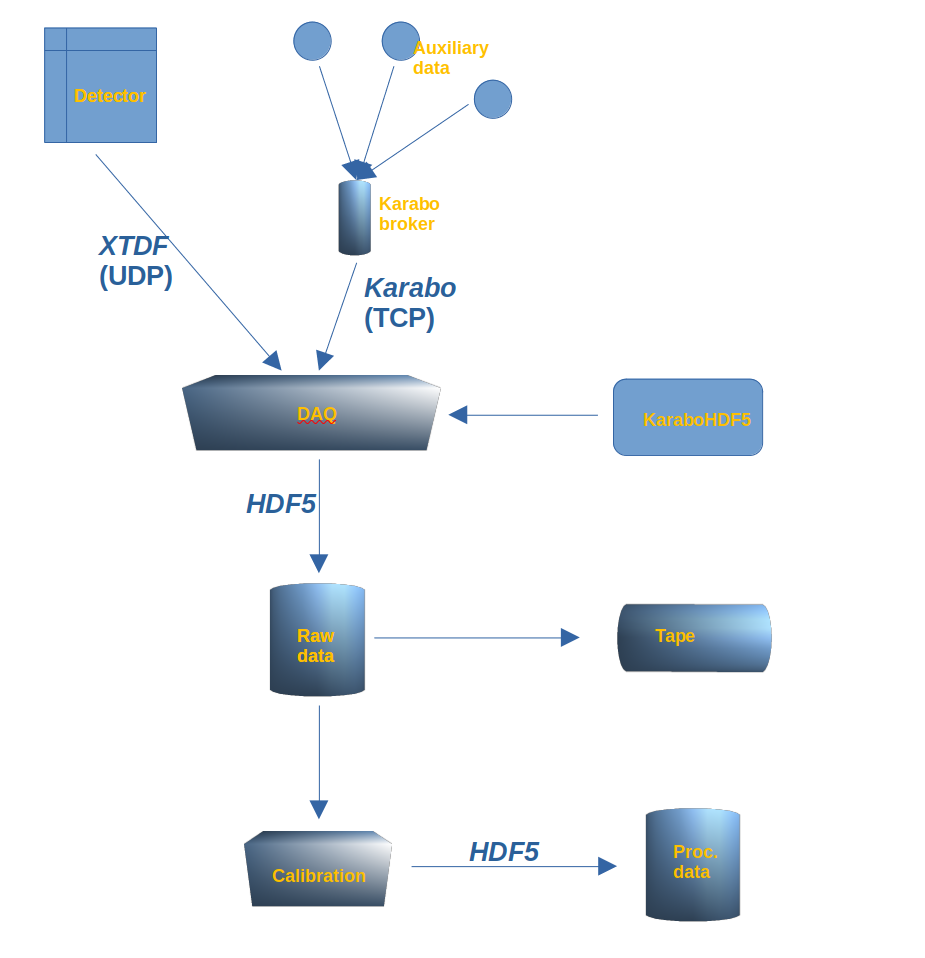 Auxiliary
data
Detector
Karabo
broker
XTDF
(UDP)
Karabo
(TCP)
DAQ
KaraboHDF5
HDF5
Raw
data
Tape
HDF5
Proc.
data
Calibration